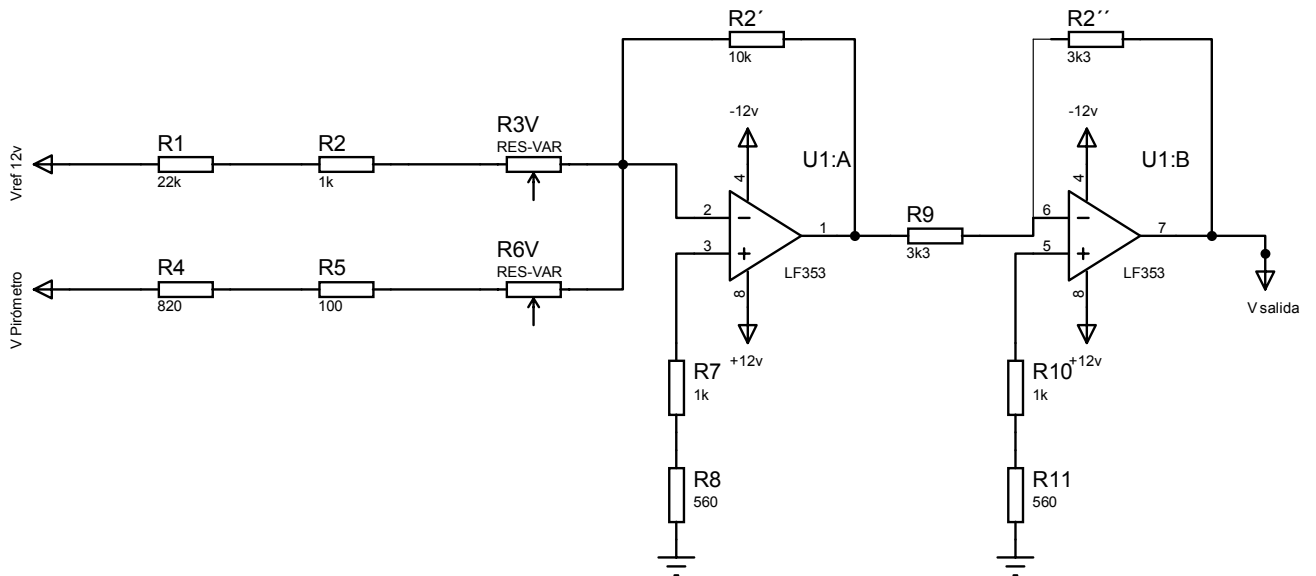 R2´
10k
R2´´
3k3
-12v
-12v
Vref 12v
R1
22k
R2
1k
R3V
RES-VAR
U1:A
U1:B
4
4
2
3
1
8
LF353
R9
3k3
6
5
7
8
LF353
V Pirómetro
R4
820
R5
100
R6V
RES-VAR
V salida
+12v
+12v
R7
1k
R10
1k
R8
560
R11
560